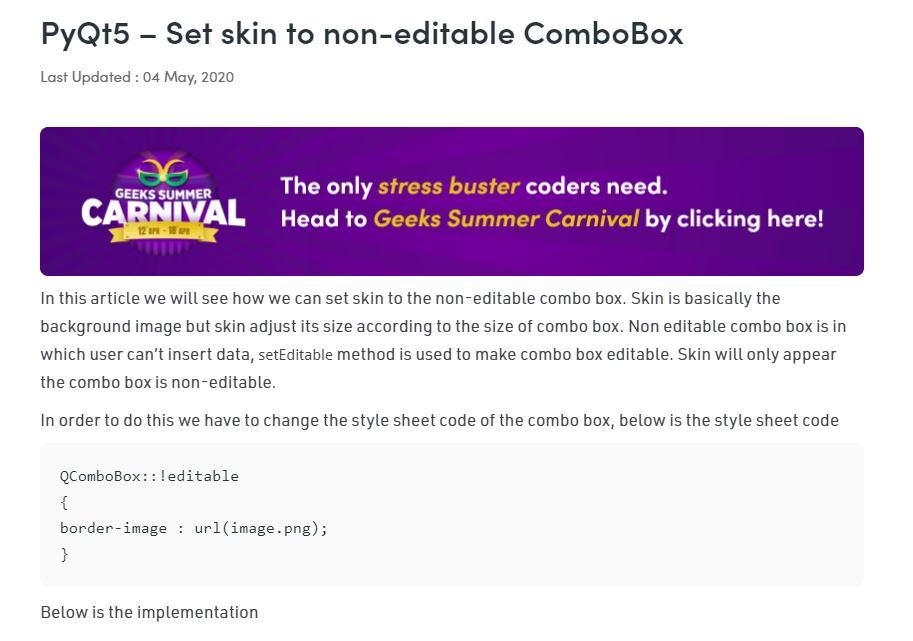 PyQt5 – Set skin to non-editable ComboBox
Last Updated : 04 May, 2020
GEEKS SUMMER
CARNIVAL
12 APR - 18 APR
The only stress buster coders need.
Head to Geeks Summer Carnival by clicking here!
In this article we will see how we can set skin to the non-editable combo box. Skin is basically the
background image but skin adjust its size according to the size of combo box. Non editable combo box is in
which user can't insert data, setEditable method is used to make combo box editable. Skin will only appear
the combo box is non-editable.
In order to do this we have to change the style sheet code of the combo box, below is the style sheet code
QComboBox::!editable
{
border-image : url(image.png);
}
Below is the implementation